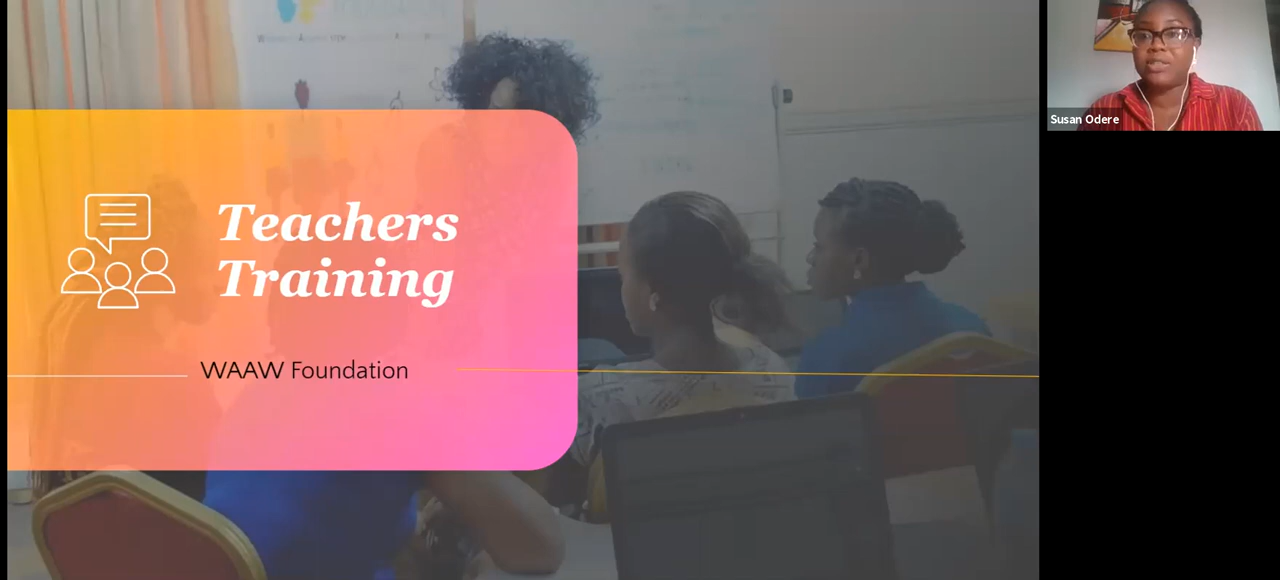 Teachers
Training
WAAW Foundation
Susan Odere